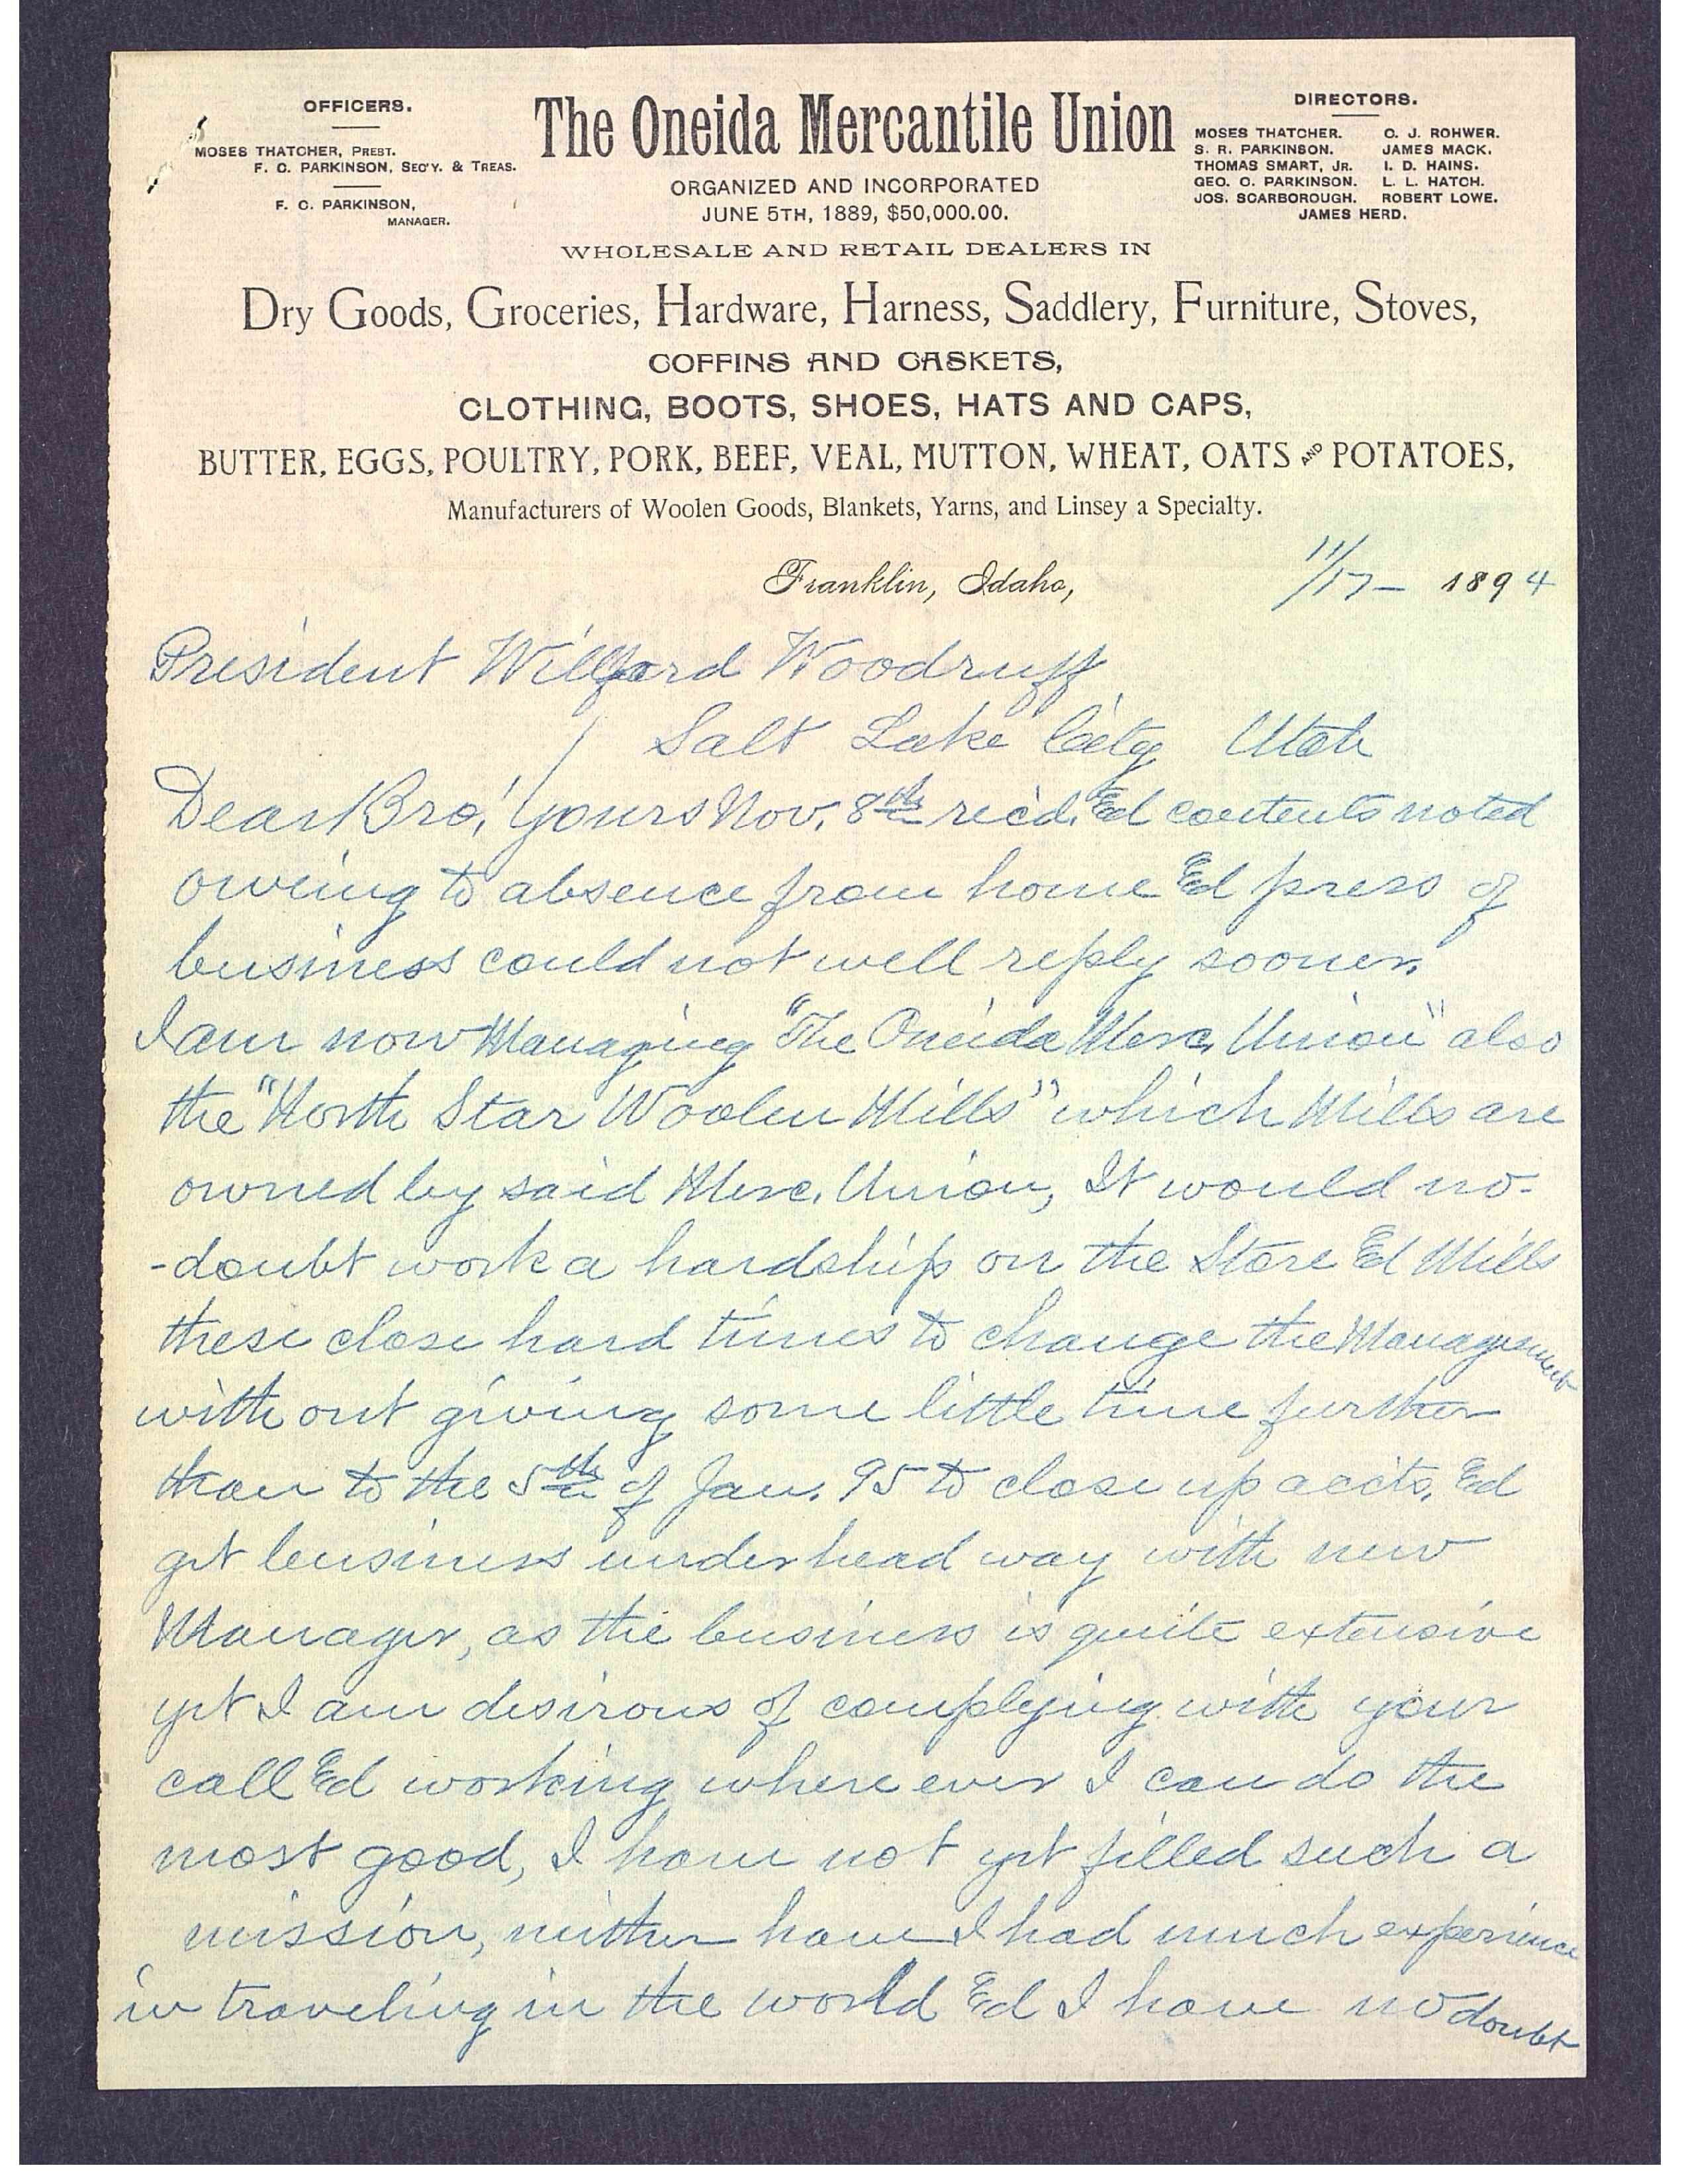 OFFICERS.
MOSES THATCHER, PREST.
F. C. PARKINSON, SEC'Y. & TREAS.
F. C. PARKINSON,
MANAGER.
The Oneida Mercantile Union
ORGANIZED AND INCORPORATED
JUNE 5TH, 1889, $50,000.00.
DIRECTORS.
MOSES THATCHER. C. J. ROHWER.
S. R. PARKINSON. JAMES MACK.
THOMAS SMART, JR. I. D. HAINS.
GEO. C. PARKINSON. L. L. HATCH.
JOS. SCARBOROUGH. ROBERT LOWE.
JAMES HERD.
WHOLESALE AND RETAIL DEALERS IN
Dry Goods, Groceries, Hardware, Harness, Saddlery, Furniture, Stoves,
COFFINS AND CASKETS,
CLOTHING, BOOTS, SHOES, HATS AND CAPS,
BUTTER, EGGS, POULTRY, PORK, BEEF, VEAL, MUTTON, WHEAT, OATS AND POTATOES,
Manufacturers of Woolen Goods, Blankets, Yarns, and Linsey a Specialty.
Franklin, Idaho, 11/17- 1894
President Wilford Woodruff
Salt Lake City Utah
Dear Bro, Yours Nov. 8th rec'd. & contents noted
oweing to absence from home & press of
business could not well reply sooner.
I am now Managing "The Oneida Merc. Union" also
the "North Star Woolen Mills" which Mills are
owned by said Merc. Union, It would no-
-doubt work a hardship on the Store & Mills
these close hard times to change the Management
with out giving some little time further
than to the 5th of Jan. 95 to close up accts, &
get business under head way with new
Manager, as the business is quite extensive
yet I am desirous of complying with your
call & working where ever I can do the
most good, I have not yet filled such a
mission, neither have I had much experience
in traveling in the world & I have no doubt